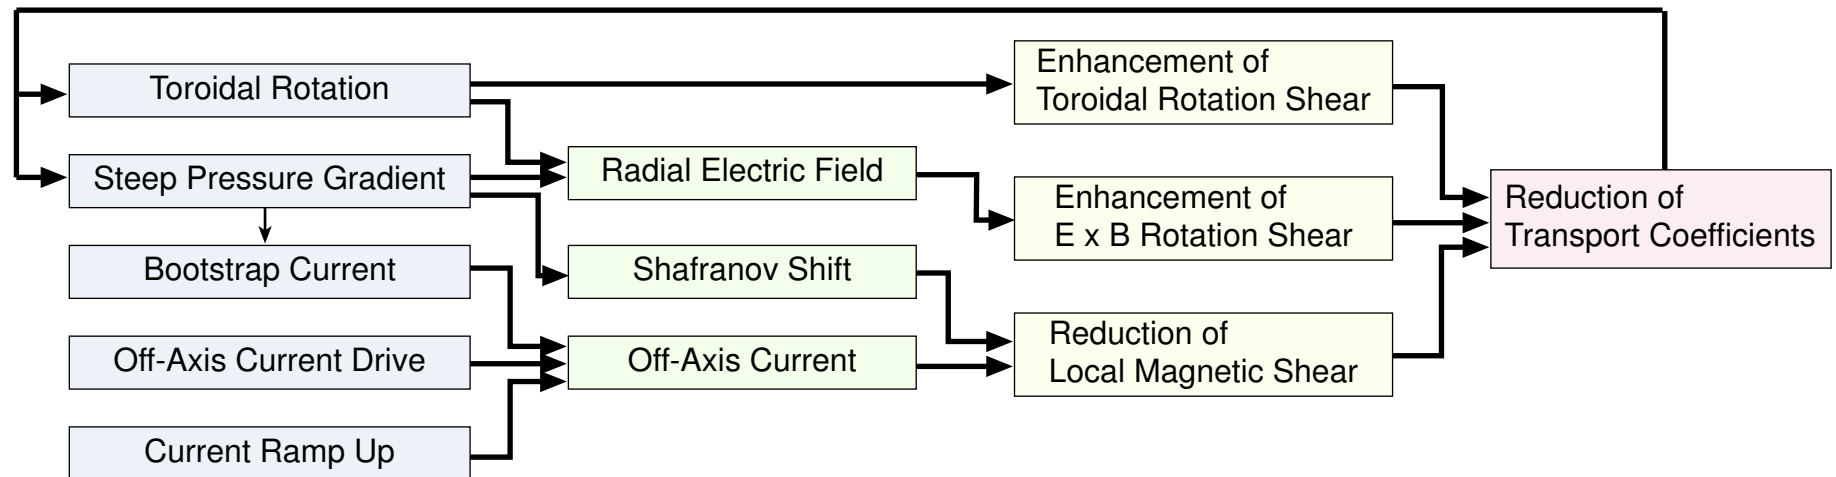 Toroidal Rotation
Steep Pressure Gradient
Bootstrap Current
Off-Axis Current Drive
Current Ramp Up
Radial Electric Field
Shafranov Shift
Off-Axis Current
Enhancement of
Toroidal Rotation Shear
Enhancement of
E x B Rotation Shear
Reduction of
Local Magnetic Shear
Reduction of
Transport Coefficients